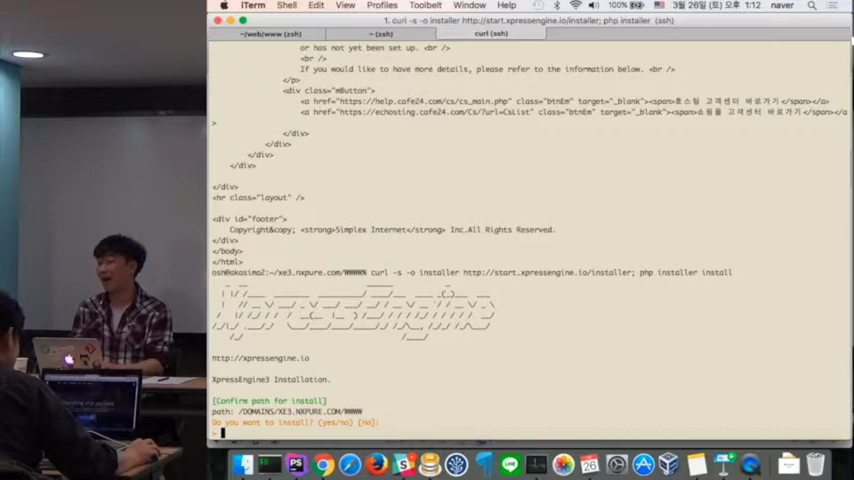 iTerm Shell Edit View Profiles Toolbelt Window Help 100% 3월 26일 (토) 오후 1:12 naver
1. curl -s -o installer http://start.xpressengine.io/installer; php installer (ssh)
~/web/www (zsh) ~ (zsh) curl (ssh)
or has not yet been set up. <br />
<br />
If you would like to have more details, please refer to the information below. <br />
</p>
<div class="mButton">
<a href="https://help.cafe24.com/cs/cs_main.php" class="btnEm" target="_blank"><span>호스팅 고객센터 바로가기</span></a>
<a href="https://echosting.cafe24.com/Cs/?url=CsList" class="btnEm" target="_blank"><span>쇼핑몰 고객센터 바로가기</span></a
>
</div>
</div>
</div>
</div>
</div>
<hr class="layout" />
<div id="footer">
Copyright&copy; <strong>Simplex Internet</strong> Inc.All Rights Reserved.
</div>
</body>
</html>
osh@akasima2:~/xe3.nxpure.com/WWWW% curl -s -o installer http://start.xpressengine.io/installer; php installer install
http://xpressengine.io
XpressEngine3 Installation.
[Confirm path for install]
path: /DOMAINS/XE3.NXPURE.COM/WWWW
Do you want to install? (yes/no) [no]:
>